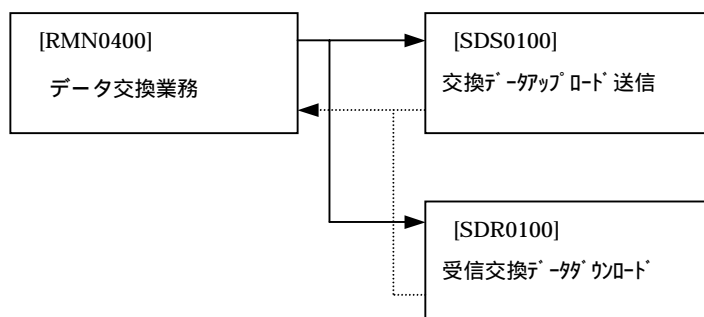 [RMN0400]
データ交換業務
[SDS0100]
交換ﾃﾞｰﾀアップロード送信
[SDR0100]
受信交換ﾃﾞｰﾀダウンロード